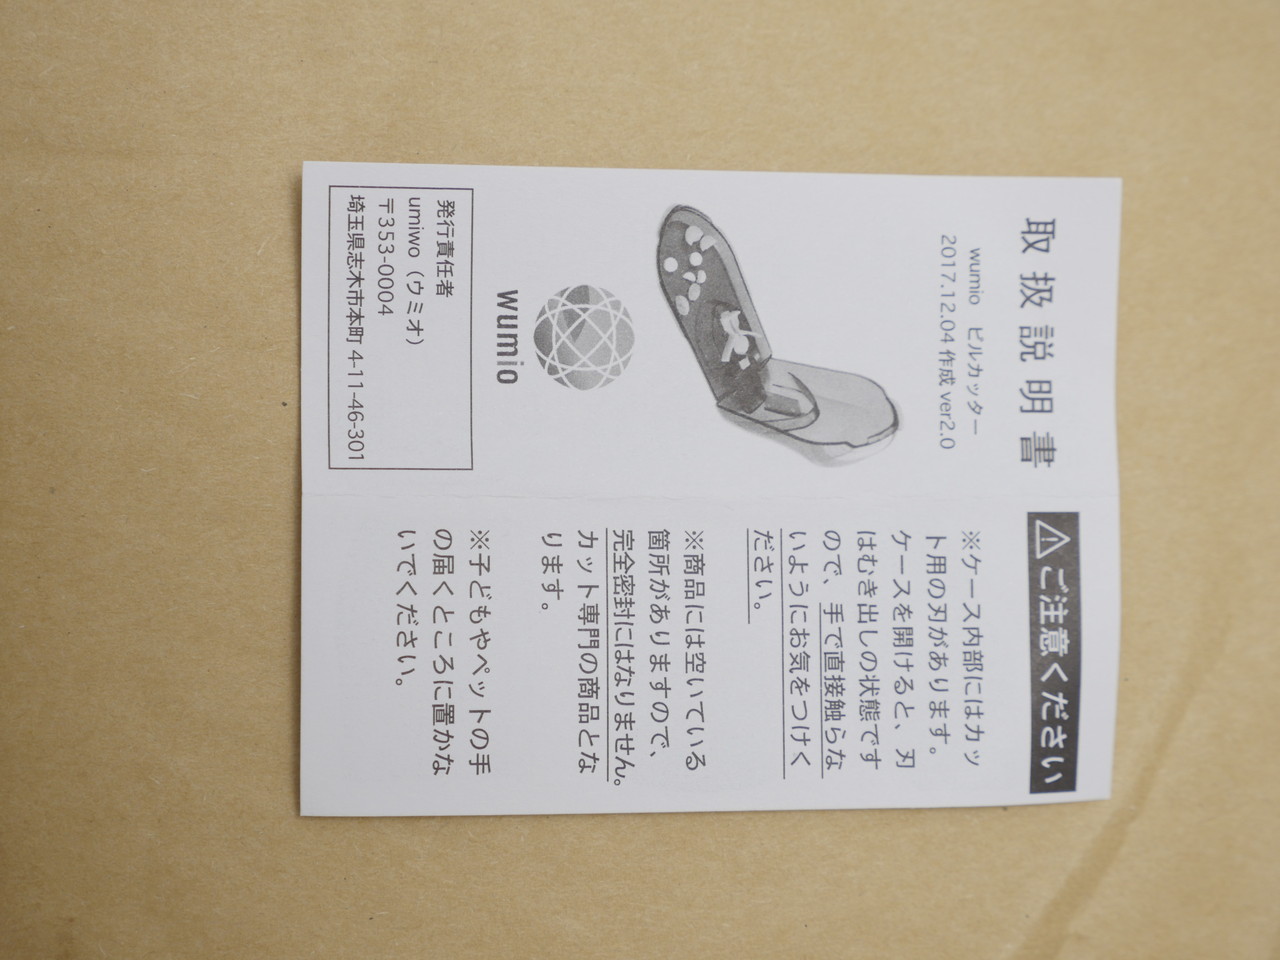 取扱説明書
wumio ピルカッター
2017.12.04 作成 ver2.0
wumio
発行責任者
umiwo（ウミオ）
〒353-0004
埼玉県志木市本町 4-11-46-301
ご注意ください
※ケース内部にはカッ
ト用の刃があります。
ケースを開けると、刃
はむき出しの状態です
ので、手で直接触らな
いようにお気をつけく
ださい。
※商品には空いている
箇所がありますので、
完全密封にはなりません。
カット専門の商品とな
ります。
※子どもやペットの手
の届くところに置かな
いでください。